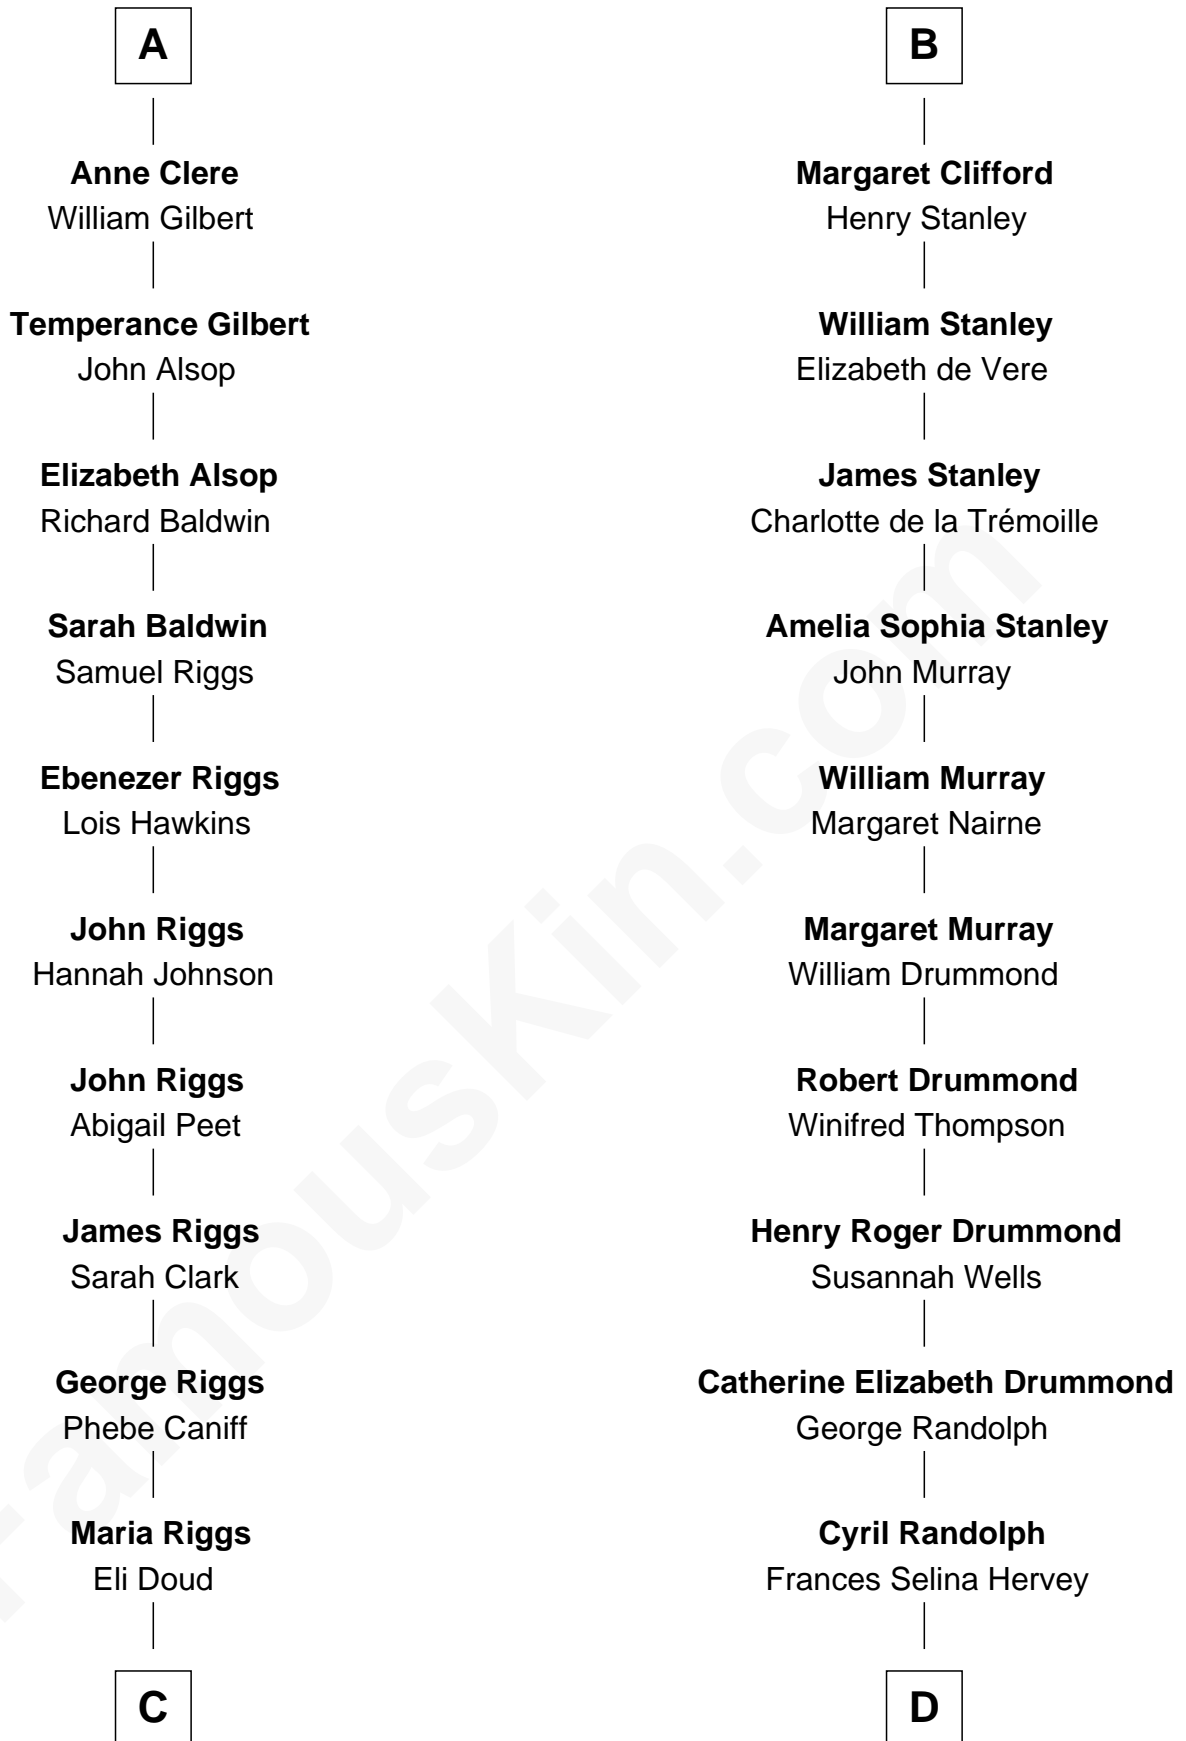 A
Anne Clere
William Gilbert
Temperance Gilbert
John Alsop
Elizabeth Alsop
Richard Baldwin
Sarah Baldwin
Samuel Riggs
Ebenezer Riggs
Lois Hawkins
John Riggs
Hannah Johnson
John Riggs
Abigail Peet
James Riggs
Sarah Clark
George Riggs
Phebe Caniff
Maria Riggs
Eli Doud
C
B
Margaret Clifford
Henry Stanley
William Stanley
Elizabeth de Vere
James Stanley
Charlotte de la Trémoille
Amelia Sophia Stanley
John Murray
William Murray
Margaret Nairne
Margaret Murray
William Drummond
Robert Drummond
Winifred Thompson
Henry Roger Drummond
Susannah Wells
Catherine Elizabeth Drummond
George Randolph
Cyril Randolph
Frances Selina Hervey
D
FamousKin.com